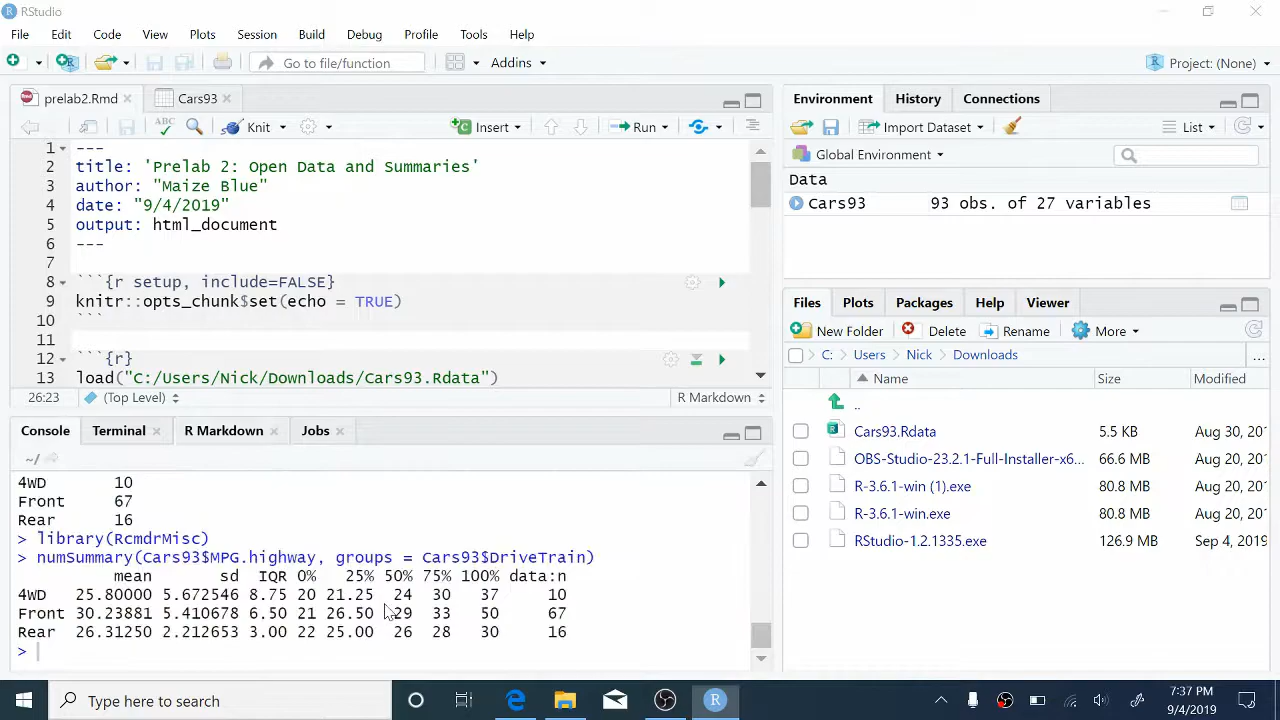 RStudio
File Edit Code View Plots Session Build Debug Profile Tools Help
Go to file/function Addins Project: (None)
prelab2.Rmd Cars93
ABC Knit Insert Run
1 ---
2 title: 'Prelab 2: Open Data and Summaries'
3 author: "Maize Blue"
4 date: "9/4/2019"
5 output: html_document
6 ---
7
8 ```{r setup, include=FALSE}
9 knitr::opts_chunk$set(echo = TRUE)
10 ```
11
12 ```{r}
13 load("C:/Users/Nick/Downloads/Cars93.Rdata")
26:23 (Top Level) R Markdown
Console Terminal R Markdown Jobs
~/
4WD 10
Front 67
Rear 16
> library(RcmdrMisc)
> numSummary(Cars93$MPG.highway, groups = Cars93$DriveTrain)
mean sd IQR 0% 25% 50% 75% 100% data:n
4WD 25.80000 5.672546 8.75 20 21.25 24 30 37 10
Front 30.23881 5.410678 6.50 21 26.50 29 33 50 67
Rear 26.31250 2.212653 3.00 22 25.00 26 28 30 16
>
Environment History Connections
Import Dataset List
Global Environment
Data
Cars93 93 obs. of 27 variables
Files Plots Packages Help Viewer
New Folder Delete Rename More
C: Users Nick Downloads ...
Name Size Modified
..
Cars93.Rdata 5.5 KB Aug 30, 20
OBS-Studio-23.2.1-Full-Installer-x6... 66.6 MB Aug 20, 20
R-3.6.1-win (1).exe 80.8 MB Aug 20, 20
R-3.6.1-win.exe 80.8 MB Aug 20, 20
RStudio-1.2.1335.exe 126.9 MB Sep 4, 2019
Type here to search
7:37 PM
9/4/2019